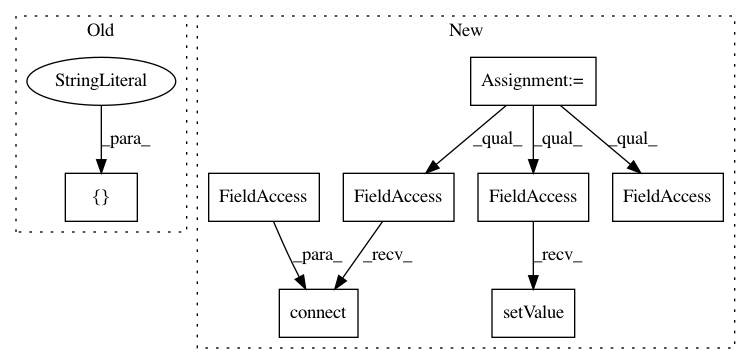 Old
New
StringLiteral
Assignment:=
_para_
_qual_
_qual_
_qual_
{}
FieldAccess
FieldAccess
FieldAccess
FieldAccess
_para_
_recv_
_recv_
connect
setValue